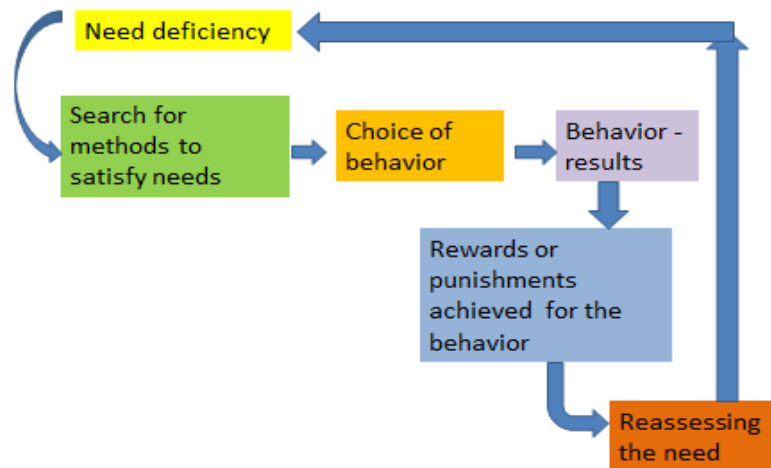 Need deficiency
Search for
methods to
satisfy needs
Choice of
behavior
Behavior -
results
Rewards or
punishments
achieved for the
behavior
Reassessing
the need